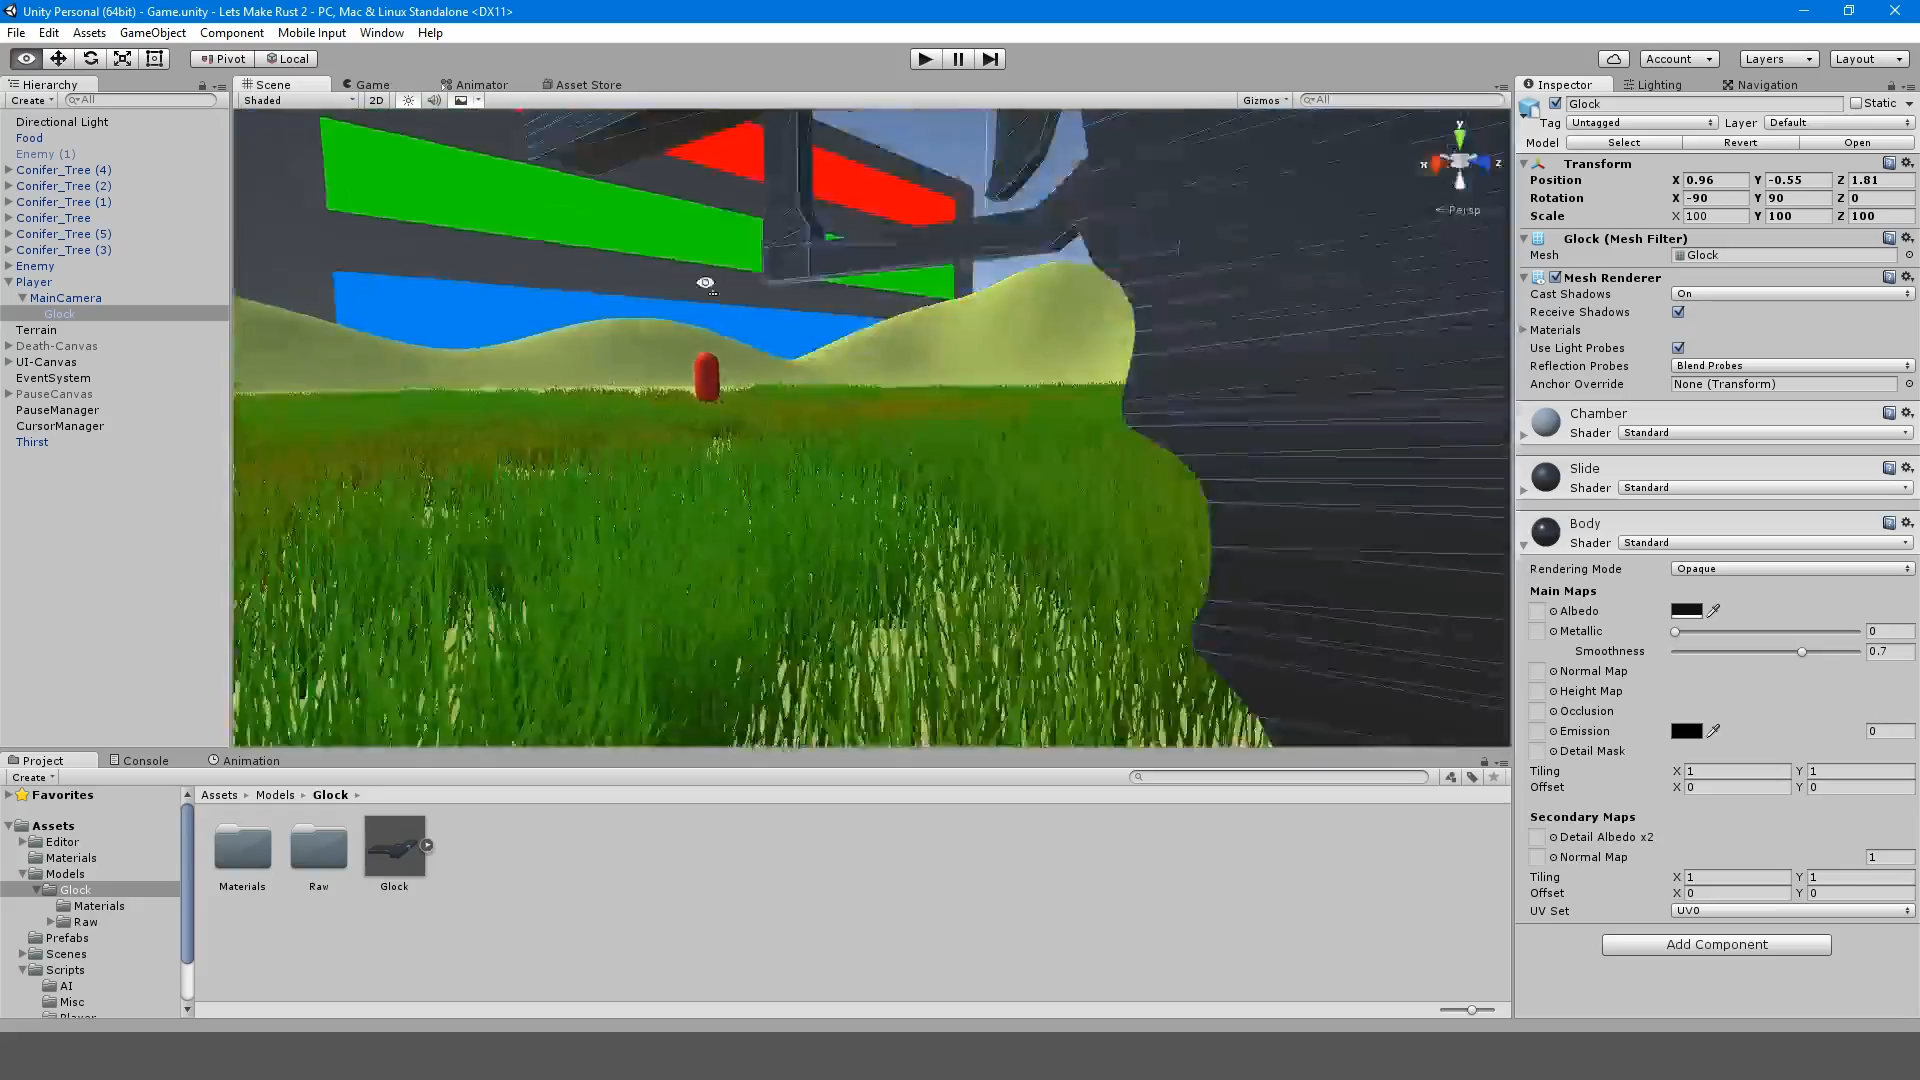 Unity Personal (64bit) - Game.unity - Lets Make Rust 2 - PC, Mac & Linux Standalone <DX11>
File Edit Assets GameObject Component Mobile Input Window Help
Pivot Local Account Layers Layout
Hierarchy
Create All
Directional Light
Food
Enemy (1)
Conifer_Tree (4)
Conifer_Tree (2)
Conifer_Tree (1)
Conifer_Tree
Conifer_Tree (5)
Conifer_Tree (3)
Enemy
Player
MainCamera
Glock
Terrain
Death-Canvas
UI-Canvas
EventSystem
PauseCanvas
PauseManager
CursorManager
Thirst
Scene Game Animator Asset Store
Shaded 2D Gizmos All
y
x z
Persp
Inspector Lighting Navigation
Glock Static
Tag Untagged Layer Default
Model Select Revert Open
Transform
Position X 0.96 Y -0.55 Z 1.81
Rotation X -90 Y 90 Z 0
Scale X 100 Y 100 Z 100
Glock (Mesh Filter)
Mesh Glock
Mesh Renderer
Cast Shadows On
Receive Shadows
Materials
Use Light Probes
Reflection Probes Blend Probes
Anchor Override None (Transform)
Chamber
Shader Standard
Slide
Shader Standard
Body
Shader Standard
Rendering Mode Opaque
Main Maps
Albedo
Metallic 0
Smoothness 0.7
Normal Map
Height Map
Occlusion
Emission 0
Detail Mask
Tiling X 1 Y 1
Offset X 0 Y 0
Secondary Maps
Detail Albedo x2
Normal Map 1
Tiling X 1 Y 1
Offset X 0 Y 0
UV Set UV0
Add Component
Project Console Animation
Create
Favorites
Assets
Editor
Materials
Models
Glock
Materials
Raw
Prefabs
Scenes
Scripts
AI
Misc
Player
Assets Models Glock
Materials Raw Glock